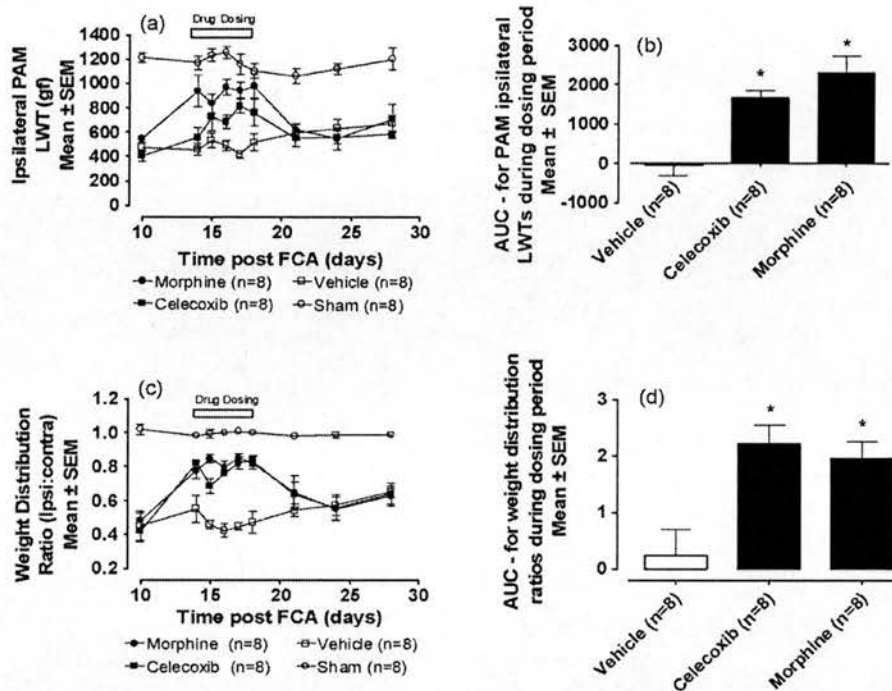 (a)
Drug Dosing
Ipsilateral PAM
LWT (gf)
Mean ± SEM
1400
1200
1000
800
600
400
200
0
10 15 20 25 30
Time post FCA (days)
Morphine (n=8) Vehicle (n=8)
Celecoxib (n=8) Sham (n=8)
(b)
AUC - for PAM ipsilateral
LWTs during dosing period
Mean ± SEM
3000
2000
1000
0
-1000
* *
Vehicle (n=8)
Celecoxib (n=8)
Morphine (n=8)
(c)
Drug Dosing
Weight Distribution
Ratio (Ipsi:contra)
Mean ± SEM
1.2
1.0
0.8
0.6
0.4
0.2
10 15 20 25 30
Time post FCA (days)
Morphine (n=8) Vehicle (n=8)
Celecoxib (n=8) Sham (n=8)
(d)
AUC - for weight distribution
ratios during dosing period
Mean ± SEM
3
2
1
0
* *
Vehicle (n=8)
Celecoxib (n=8)
Morphine (n=8)